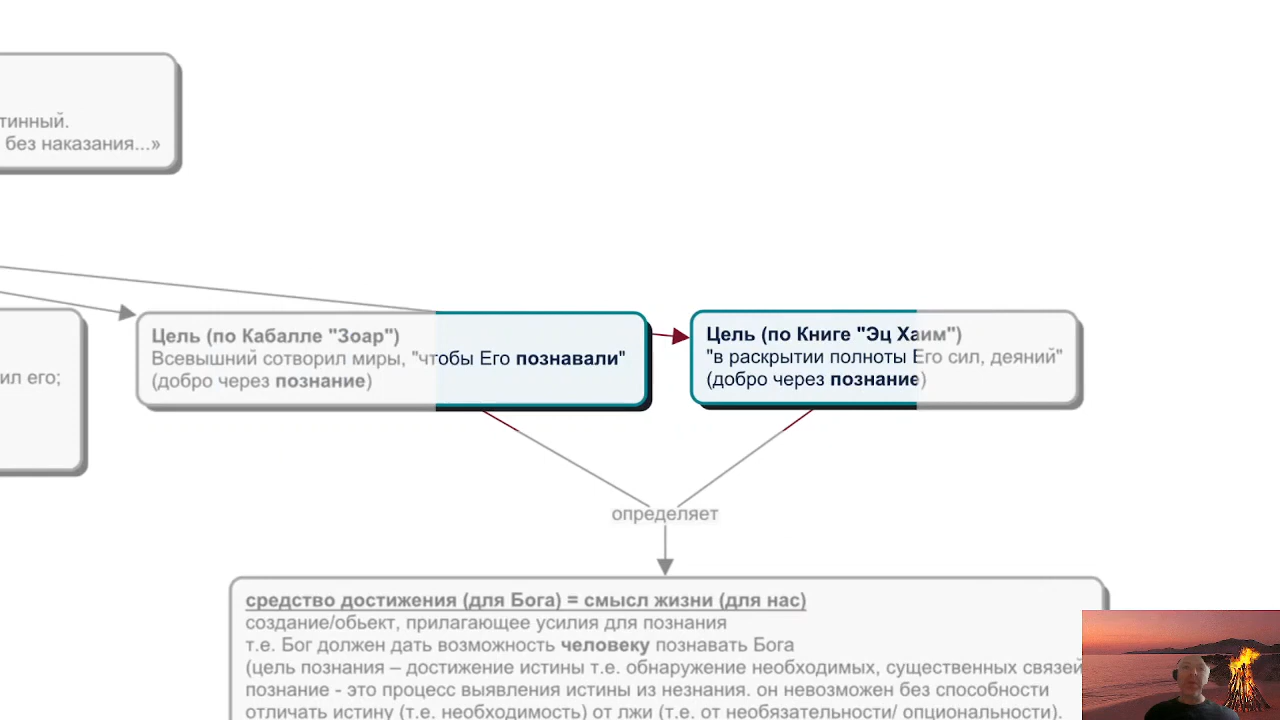 тинный.
без наказания...»
ил его;
Цель (по Кабалле "Зоар")
Всевышний сотворил миры, "чтобы Его познавали"
(добро через познание)
Цель (по Книге "Эц Хаим")
"в раскрытии полноты Его сил, деяний"
(добро через познание)
определяет
средство достижения (для Бога) = смысл жизни (для нас)
создание/обьект, прилагающее усилия для познания
т.е. Бог должен дать возможность человеку познавать Бога
(цель познания – достижение истины т.е. обнаружение необходимых, существенных связей
познание - это процесс выявления истины из незнания. он невозможен без способности
отличать истину (т.е. необходимость) от лжи (т.е. от необязательности/ опциональности).